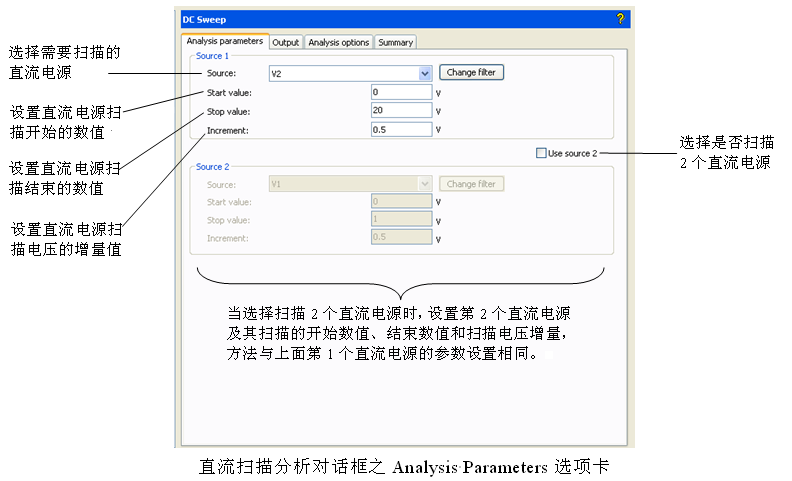 DC Sweep
?
Analysis parameters
Output
Analysis options
Summary
Source 1
Source:
V2
Change filter
Start value:
0
V
Stop value:
20
V
Increment:
0.5
V
Use source 2
Source 2
Source:
V1
Change filter
Start value:
0
V
Stop value:
1
V
Increment:
0.5
V
选择需要扫描的
直流电源
设置直流电源扫
描开始的数值
设置直流电源扫
描结束的数值
设置直流电源扫
描电压的增量值
选择是否扫描
2 个直流电源
当选择扫描 2 个直流电源时，设置第 2 个直流电源
及其扫描的开始数值、结束数值和扫描电压增量，
方法与上面第 1 个直流电源的参数设置相同。
直流扫描分析对话框之 Analysis Parameters 选项卡